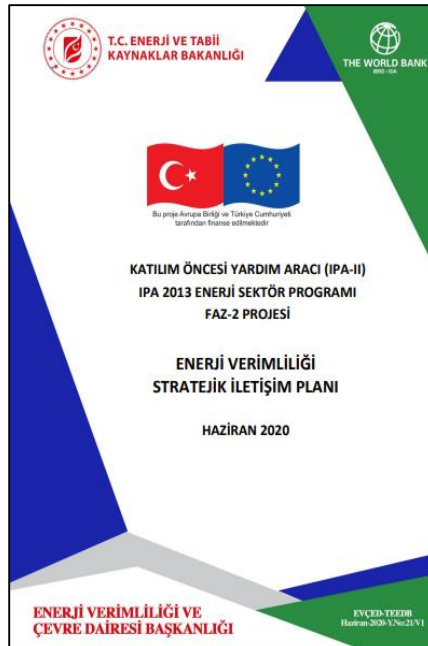 T.C. ENERJİ VE TABİİ
KAYNAKLAR BAKANLIĞI
THE WORLD BANK
IBRD • IDA
Bu proje Avrupa Birliği ve Türkiye Cumhuriyeti
tarafından finanse edilmektedir
KATILIM ÖNCESİ YARDIM ARACI (IPA-II)
IPA 2013 ENERJİ SEKTÖR PROGRAMI
FAZ-2 PROJESİ
ENERJİ VERİMLİLİĞİ
STRATEJİK İLETİŞİM PLANI
HAZİRAN 2020
ENERJİ VERİMLİLİĞİ VE
ÇEVRE DAİRESİ BAŞKANLIĞI
EVÇED-TEEDB
Haziran-2020-Y.No:21/V1